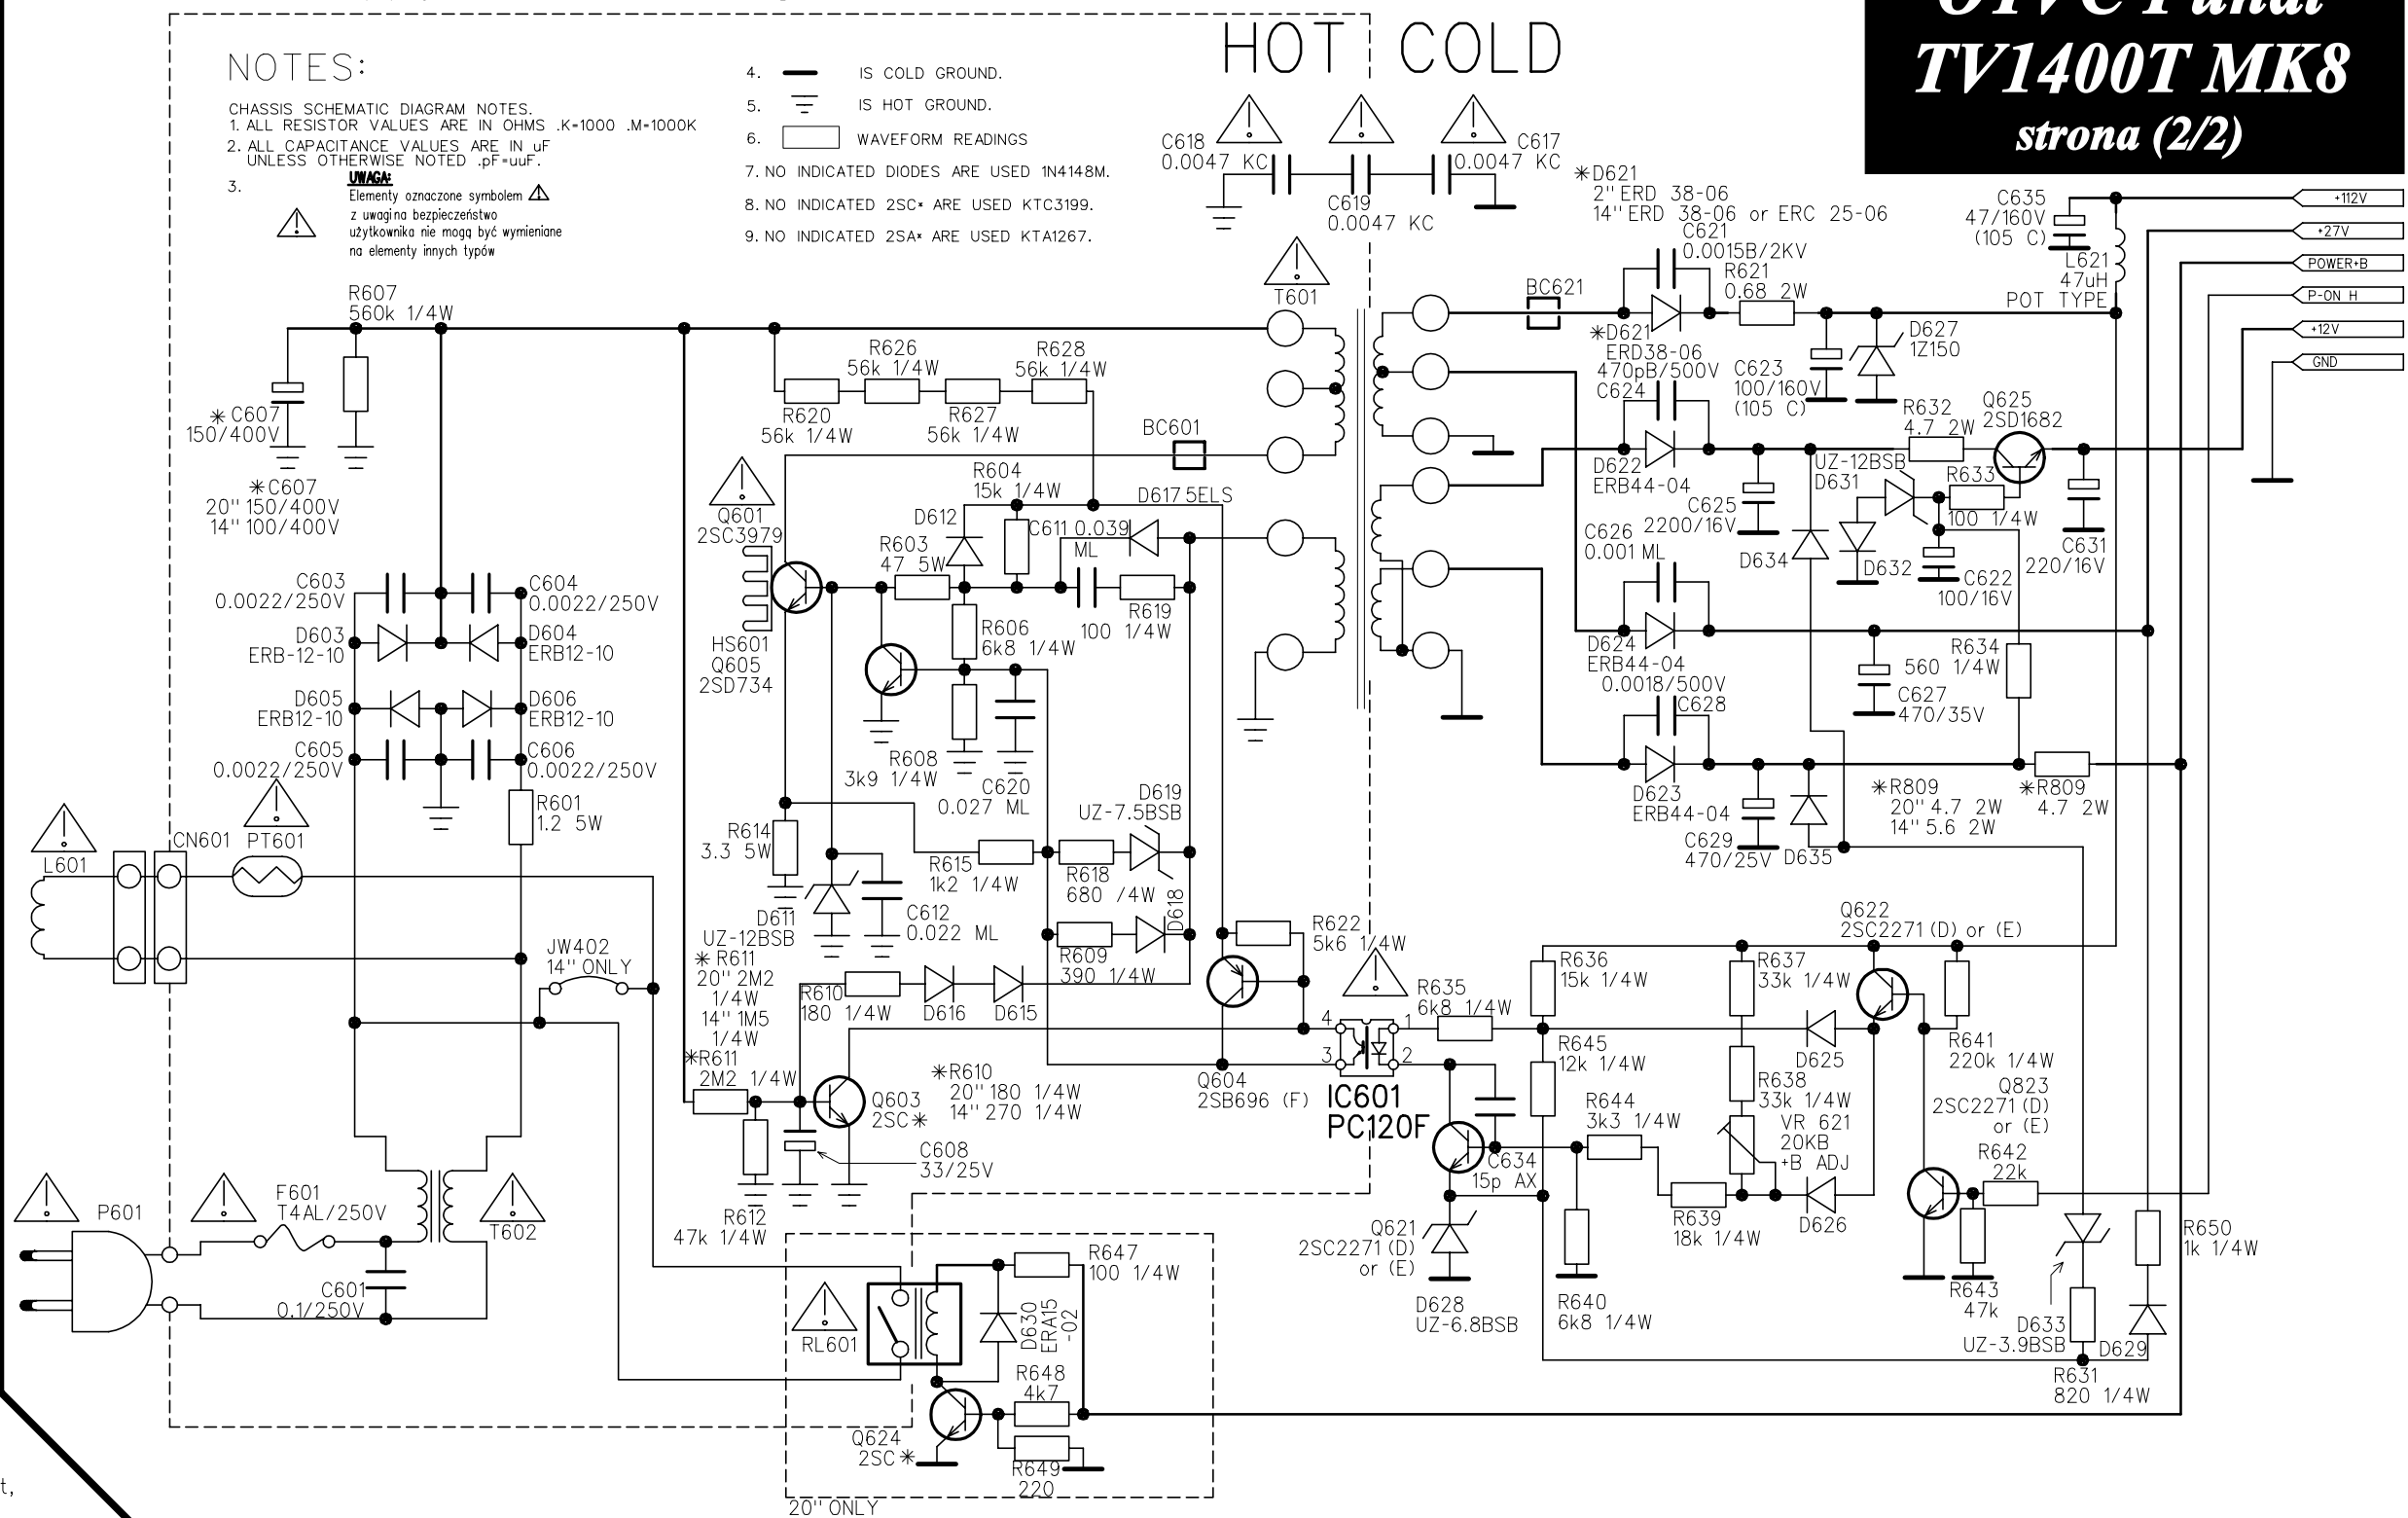 OTVC Funai
TV1400T MK8
strona (2/2)
HOT COLD
NOTES:
CHASSIS SCHEMATIC DIAGRAM NOTES.
1. ALL RESISTOR VALUES ARE IN OHMS .K=1000 .M=1000K
2. ALL CAPACITANCE VALUES ARE IN uF
UNLESS OTHERWISE NOTED .pF=uuF.
3.
UWAGA:
Elementy oznaczone symbolem
z uwagina bezpieczeństwo
użytkownika nie mogą być wymieniane
na elementy innych typów
4. IS COLD GROUND.
5. IS HOT GROUND.
6. WAVEFORM READINGS
7. NO INDICATED DIODES ARE USED 1N4148M.
8. NO INDICATED 2SC* ARE USED KTC3199.
9. NO INDICATED 2SA* ARE USED KTA1267.
C618
0.0047 KC
C619
0.0047 KC
C617
0.0047 KC
*D621
2" ERD 38-06
14" ERD 38-06 or ERC 25-06
C621
0.0015B/2KV
R621
0.68 2W
C635
47/160V
(105 C)
L621
47uH
POT TYPE
+112V
+27V
POWER+B
P-ON H
+12V
GND
R607
560k 1/4W
T601
BC621
*D621
ERD38-06
470pB/500V
C624
C623
100/160V
(105 C)
D627
1Z150
R626
56k 1/4W
R628
56k 1/4W
R620
56k 1/4W
R627
56k 1/4W
BC601
*C607
150/400V
*C607
20" 150/400V
14" 100/400V
R632
4.7 2W
Q625
2SD1682
D622
ERB44-04
C625
2200/16V
UZ-12BSB
D631
R633
100 1/4W
C631
220/16V
D634
D632
C622
100/16V
C626
0.001 ML
Q601
2SC3979
R604
15k 1/4W
D617 5ELS
D612
C611 0.039
ML
R603
47 5W
R619
100 1/4W
R606
6k8 1/4W
HS601
Q605
2SD734
C603
0.0022/250V
C604
0.0022/250V
D603
ERB-12-10
D604
ERB12-10
D605
ERB12-10
D606
ERB12-10
C605
0.0022/250V
C606
0.0022/250V
R601
1.2 5W
D624
ERB44-04
0.0018/500V
C628
R634
560 1/4W
C627
470/35V
R608
3k9 1/4W
C620
0.027 ML
D619
UZ-7.5BSB
D623
ERB44-04
C629
470/25V
D635
*R809
20" 4.7 2W
14" 5.6 2W
*R809
4.7 2W
L601
CN601
PT601
R614
3.3 5W
R615
1k2 1/4W
R618
680 /4W
D618
D611
UZ-12BSB
C612
0.022 ML
R609
390 1/4W
R622
5k6 1/4W
JW402
14" ONLY
*R611
20" 2M2
1/4W
14" 1M5
1/4W
R610
180 1/4W
D616
D615
*R611
2M2 1/4W
*R610
20" 180 1/4W
14" 270 1/4W
Q603
2SC*
C608
33/25V
R612
47k 1/4W
Q604
2SB696 (F)
4
3
1
2
IC601
PC120F
R635
6k8 1/4W
R636
15k 1/4W
R637
33k 1/4W
Q622
2SC2271 (D) or (E)
D625
R641
220k 1/4W
R645
12k 1/4W
R638
33k 1/4W
VR 621
20KB
+B ADJ
Q823
2SC2271 (D)
or (E)
R644
3k3 1/4W
C634
15p AX
R642
22k
R639
18k 1/4W
D626
Q621
2SC2271 (D)
or (E)
D628
UZ-6.8BSB
R640
6k8 1/4W
R643
47k
D633
UZ-3.9BSB
D629
R650
1k 1/4W
R631
820 1/4W
P601
F601
T4AL/250V
T602
C601
0.1/250V
RL601
R647
100 1/4W
D630
ERA15
-02
R648
4k7
Q624
2SC*
R649
220
20" ONLY
t,